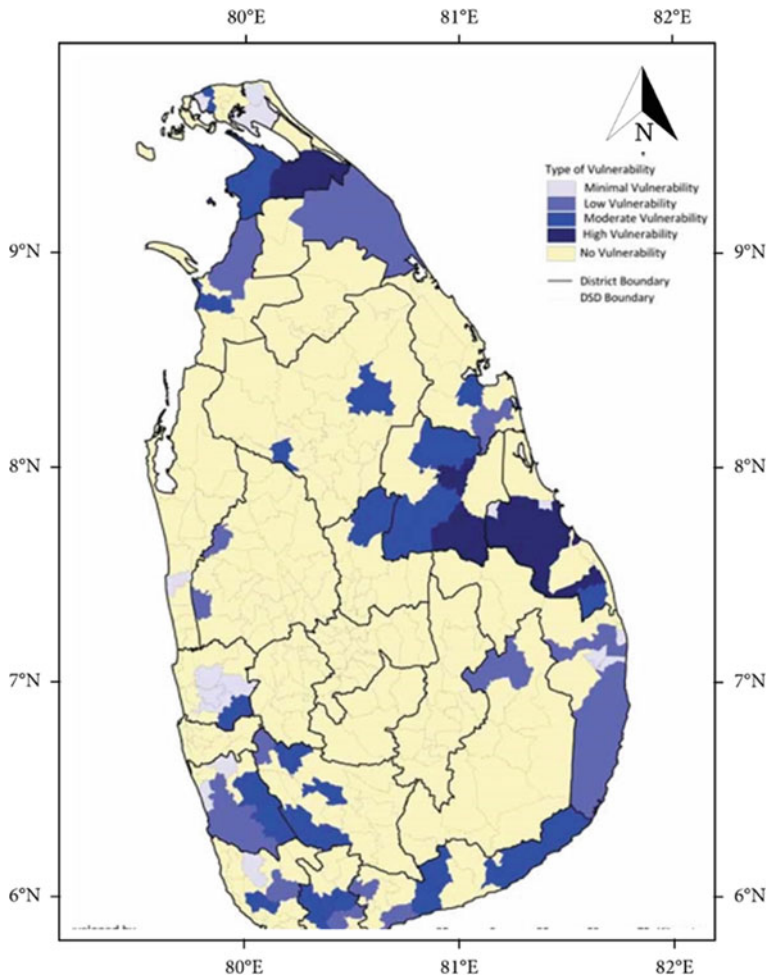 80°E 81°E 82°E
N
Type of Vulnerability
Minimal Vulnerability
Low Vulnerability
Moderate Vulnerability
High Vulnerability
No Vulnerability
District Boundary
DSD Boundary
9°N 9°N
8°N 8°N
7°N 7°N
6°N 6°N
80°E 81°E 82°E